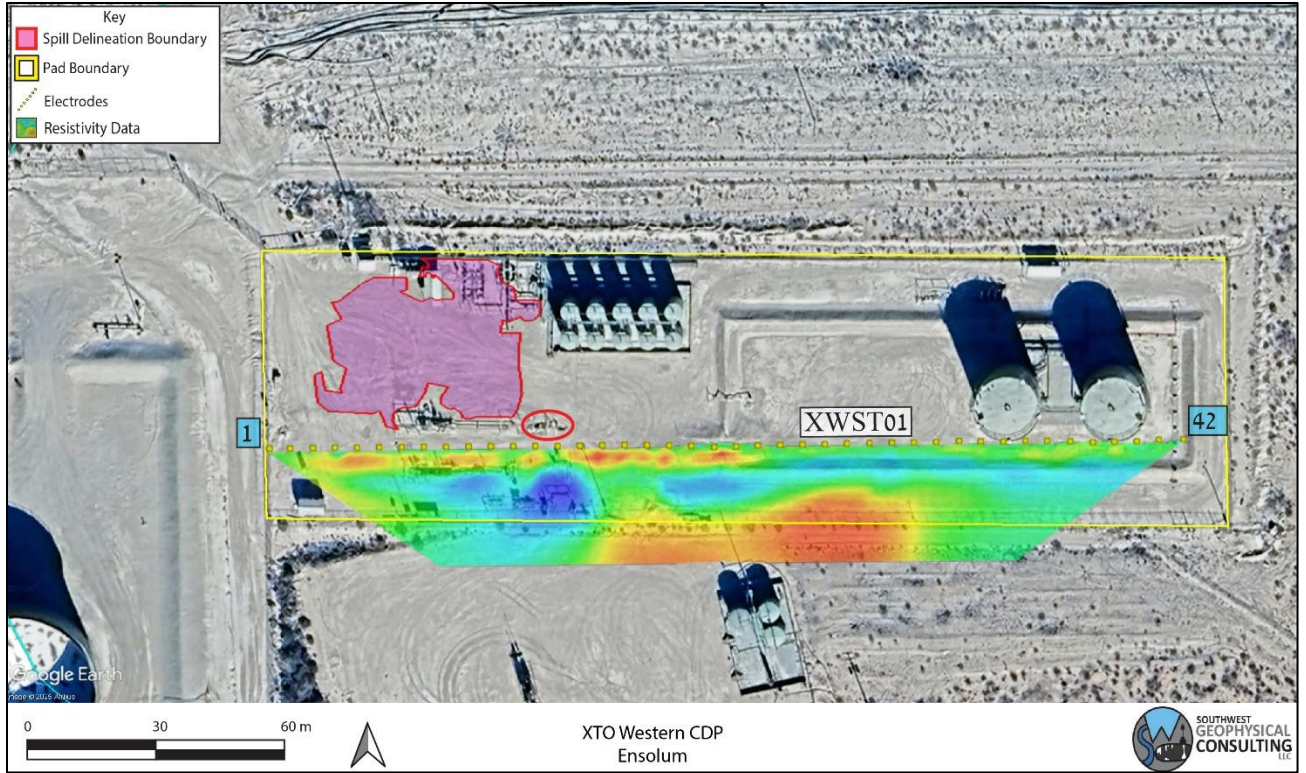 Key
Spill Delineation Boundary
Pad Boundary
Electrodes
Resistivity Data
1
XWST01
42
Google Earth
0 30 60 m
XTO Western CDP
Ensolum
SOUTHWEST
GEOPHYSICAL
CONSULTING
LLC